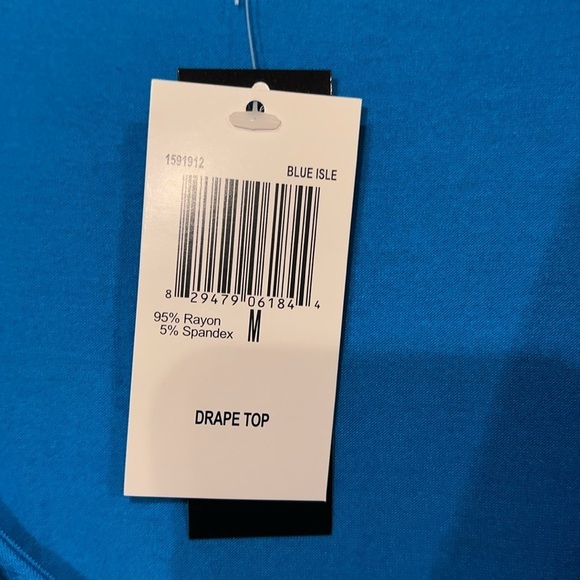 1591912
BLUE ISLE
8 29479 06184 4
95% Rayon
5% Spandex
M
DRAPE TOP